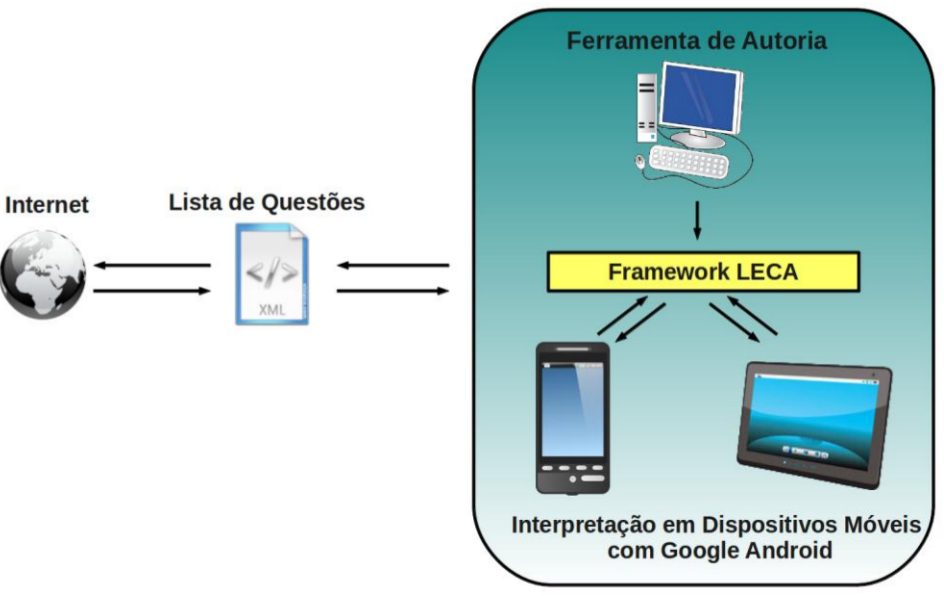 Ferramenta de Autoria
Internet
Lista de Questões
</>
XML
Framework LECA
Interpretação em Dispositivos Móveis
com Google Android